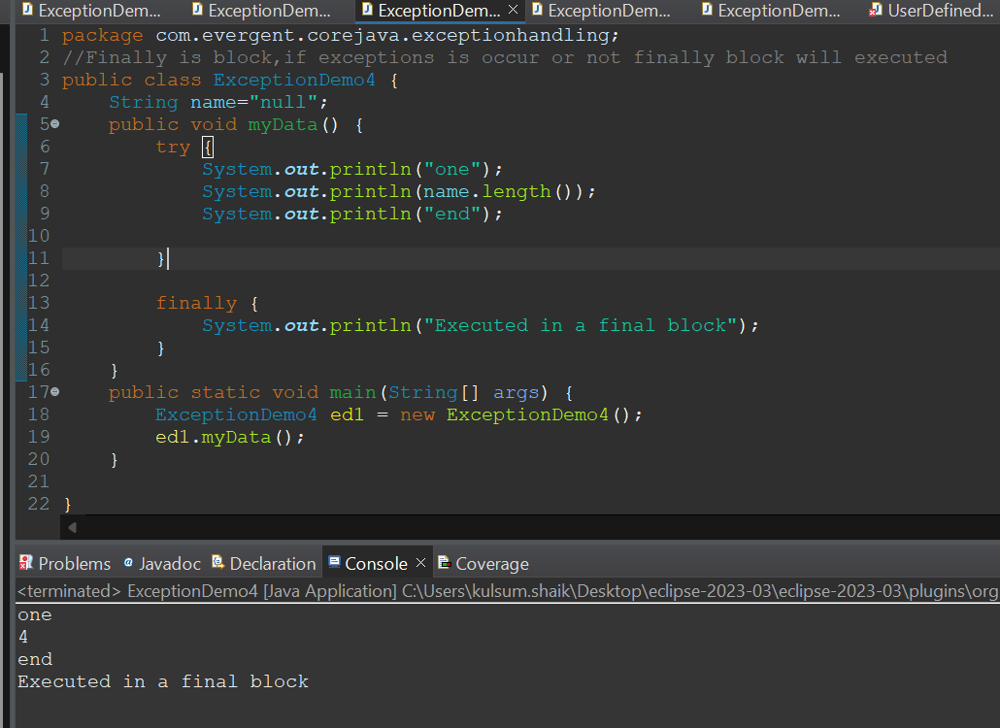 ExceptionDem... ExceptionDem... ExceptionDem... ExceptionDem... ExceptionDem... UserDefined...
1 package com.evergent.corejava.exceptionhandling;
2 //Finally is block,if exceptions is occur or not finally block will executed
3 public class ExceptionDemo4 {
4     String name="null";
5     public void myData() {
6         try {
7             System.out.println("one");
8             System.out.println(name.length());
9             System.out.println("end");
10
11         }
12
13         finally {
14             System.out.println("Executed in a final block");
15         }
16     }
17     public static void main(String[] args) {
18         ExceptionDemo4 ed1 = new ExceptionDemo4();
19         ed1.myData();
20     }
21
22 }
Problems @ Javadoc Declaration Console Coverage
<terminated> ExceptionDemo4 [Java Application] C:\Users\kulsum.shaik\Desktop\eclipse-2023-03\eclipse-2023-03\plugins\org
one
4
end
Executed in a final block